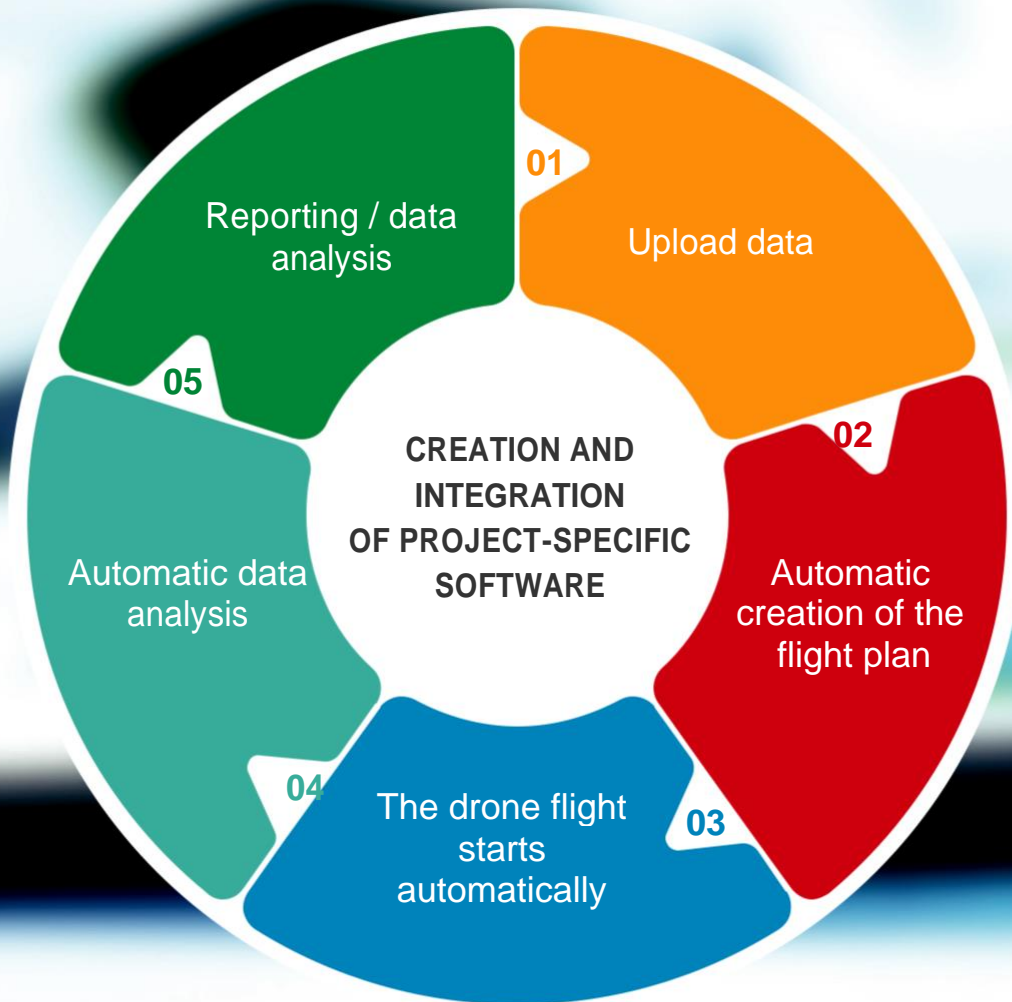 CREATION AND
INTEGRATION
OF PROJECT-SPECIFIC
SOFTWARE
01
Upload data
02
Automatic
creation of the
flight plan
03
The drone flight
starts
automatically
04
Automatic data
analysis
05
Reporting / data
analysis